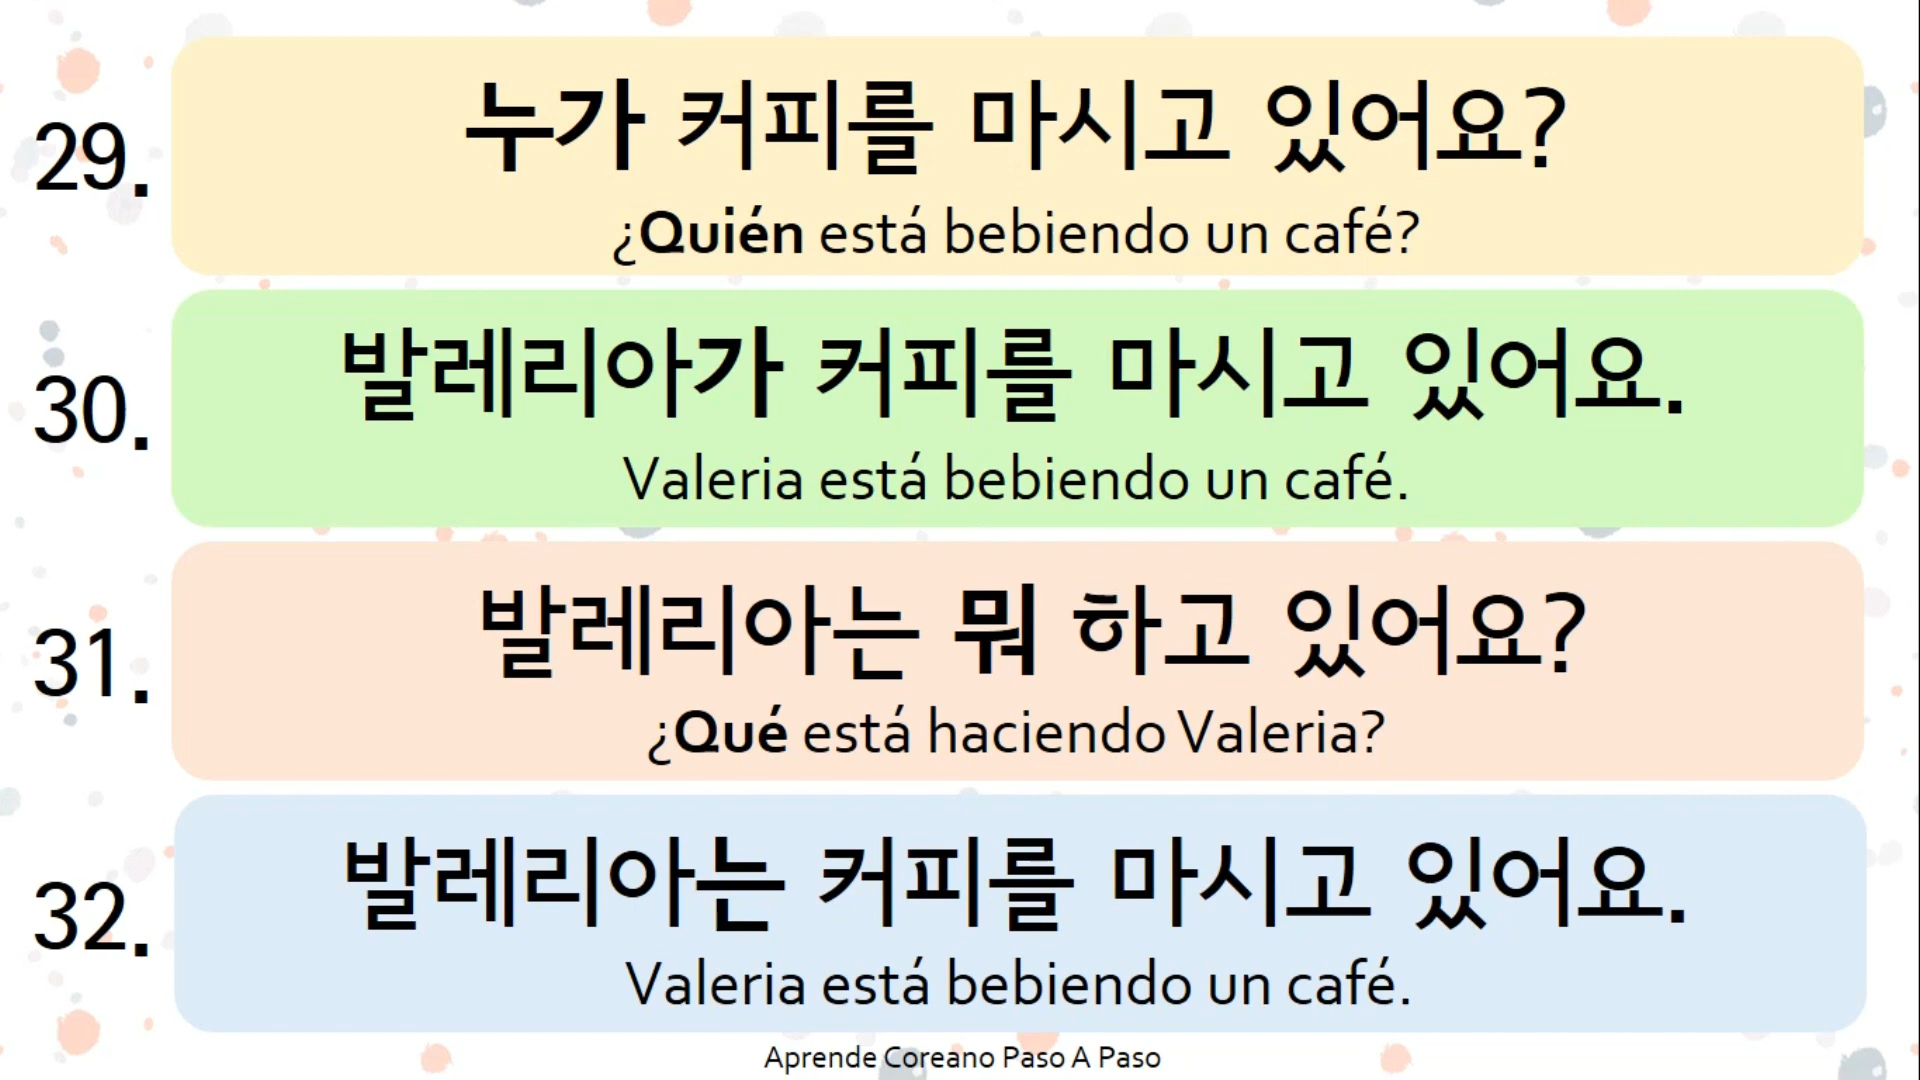 29. 누가 커피를 마시고 있어요?
¿Quién está bebiendo un café?
30. 발레리아가 커피를 마시고 있어요.
Valeria está bebiendo un café.
31. 발레리아는 뭐 하고 있어요?
¿Qué está haciendo Valeria?
32. 발레리아는 커피를 마시고 있어요.
Valeria está bebiendo un café.
Aprende Coreano Paso A Paso